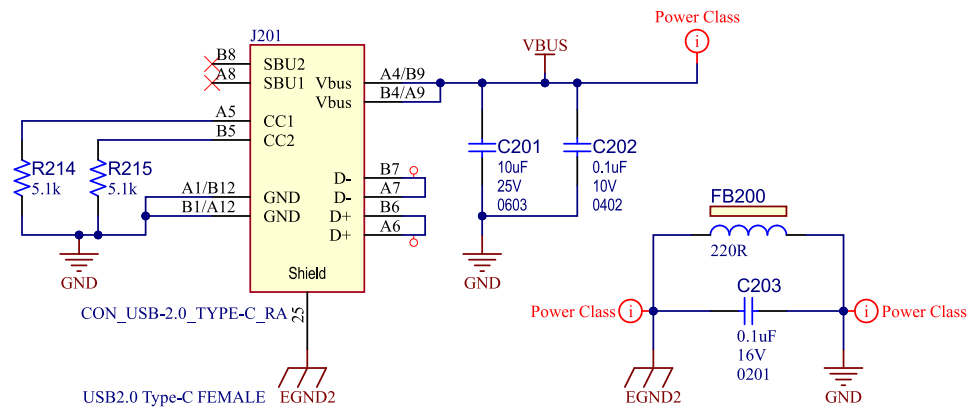 Power Class
i
J201
VBUS
B8
SBU2
A8
SBU1
Vbus
A4/B9
Vbus
B4/A9
A5
CC1
B5
CC2
R214
5.1k
R215
5.1k
C201
10uF
25V
0603
C202
0.1uF
10V
0402
A1/B12
GND
B1/A12
GND
D-
B7
D-
A7
D+
B6
D+
A6
GND
GND
Shield
25
CON_USB-2.0_TYPE-C_RA
USB2.0 Type-C FEMALE
EGND2
FB200
220R
C203
0.1uF
16V
0201
Power Class
i
i
Power Class
EGND2
GND